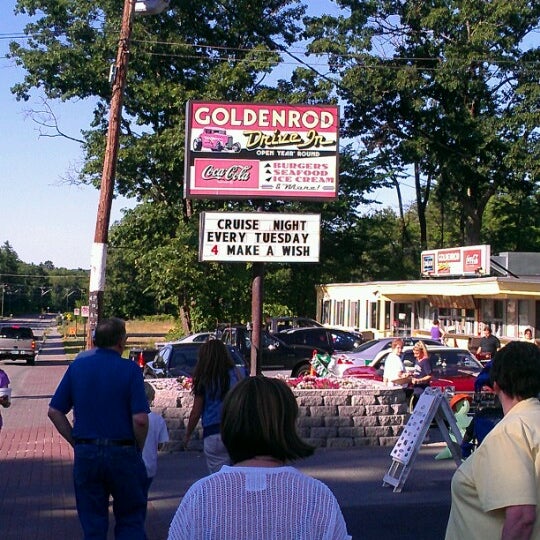 GOLDENROD
Drive In
OPEN YEAR ROUND
Coca-Cola
BURGERS
SEAFOOD
ICE CREAM
& More!
CRUISE NIGHT
EVERY TUESDAY
4 MAKE A WISH
GOLDENROD